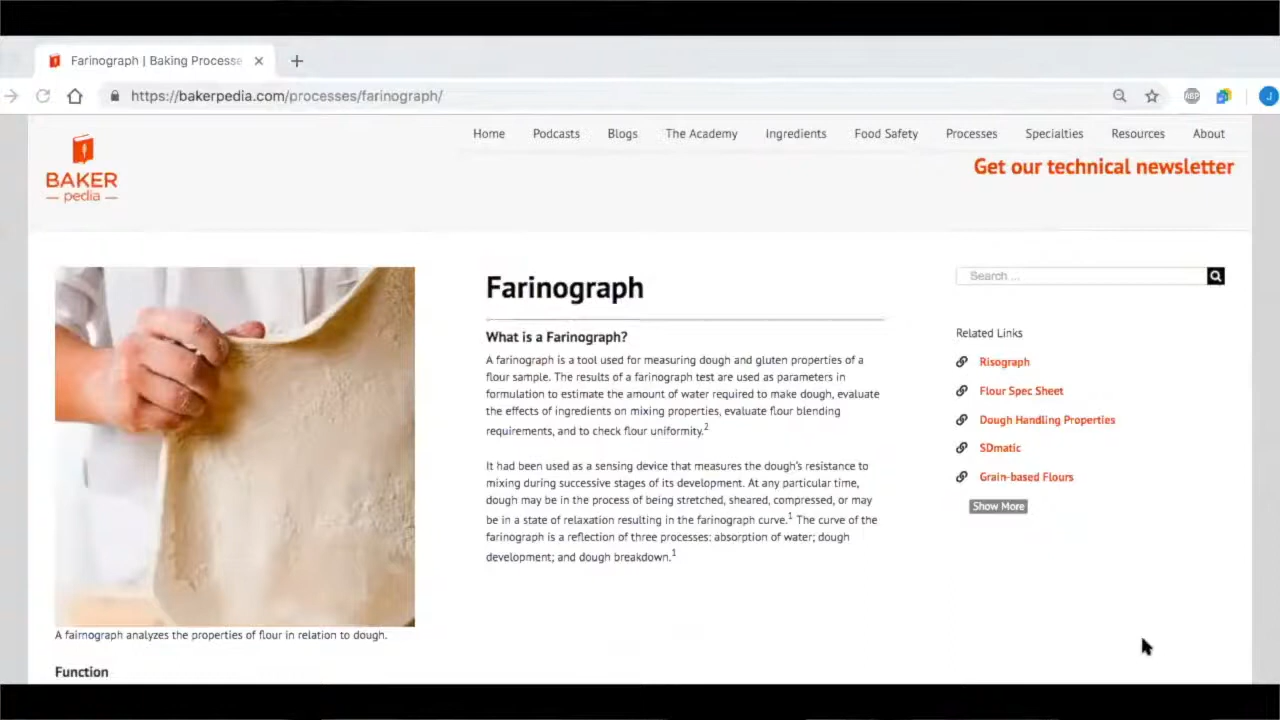 Farinograph | Baking Processe
https://bakerpedia.com/processes/farinograph/
ABP
J
Home Podcasts Blogs The Academy Ingredients Food Safety Processes Specialties Resources About
Get our technical newsletter
BAKER
pedia
Farinograph
Search ...
What is a Farinograph?
A farinograph is a tool used for measuring dough and gluten properties of a
flour sample. The results of a farinograph test are used as parameters in
formulation to estimate the amount of water required to make dough, evaluate
the effects of ingredients on mixing properties, evaluate flour blending
requirements, and to check flour uniformity.2
It had been used as a sensing device that measures the dough's resistance to
mixing during successive stages of its development. At any particular time,
dough may be in the process of being stretched, sheared, compressed, or may
be in a state of relaxation resulting in the farinograph curve.1 The curve of the
farinograph is a reflection of three processes: absorption of water; dough
development; and dough breakdown.1
Related Links
Risograph
Flour Spec Sheet
Dough Handling Properties
SDmatic
Grain-based Flours
Show More
A fairnograph analyzes the properties of flour in relation to dough.
Function